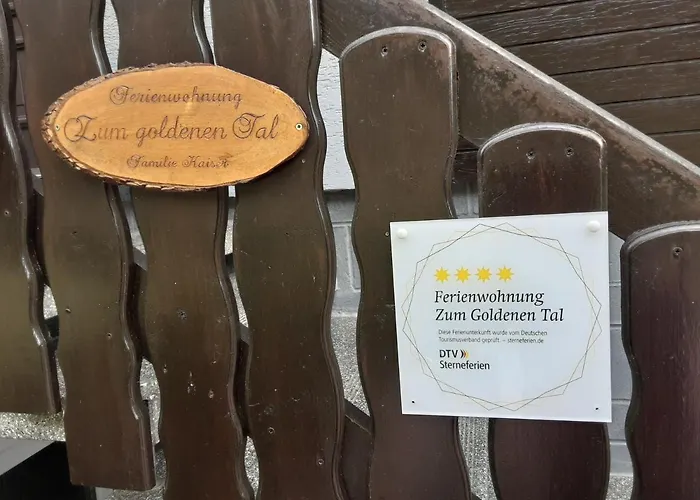 Ferienwohnung
Zum goldenen Tal
Familie Kaiser
Ferienwohnung
Zum Goldenen Tal
Diese Ferienunterkunft wurde vom Deutschen
Tourismusverband geprüft. – sterneferien.de
DTV
Sterneferien